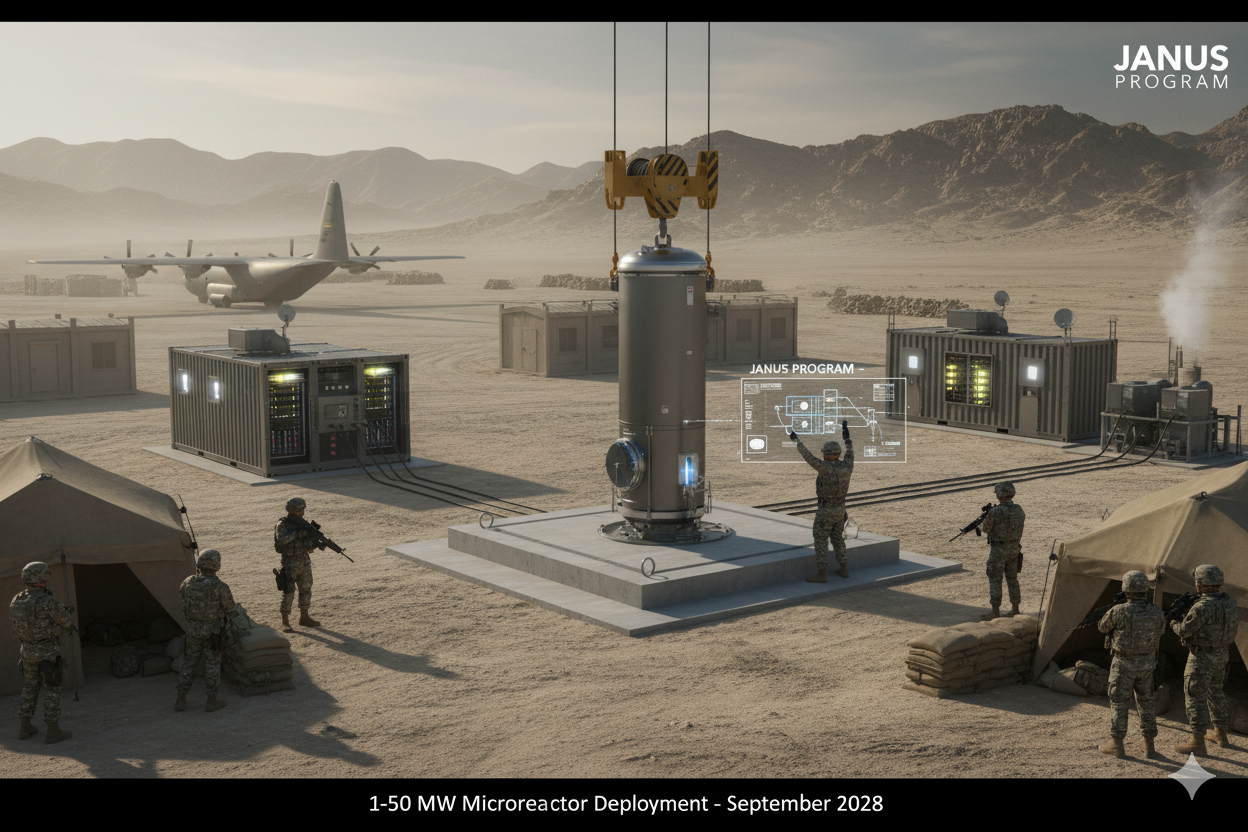 JANUS
PROGRAM
JANUS PROGRAM
1-50 MW Microreactor Deployment - September 2028